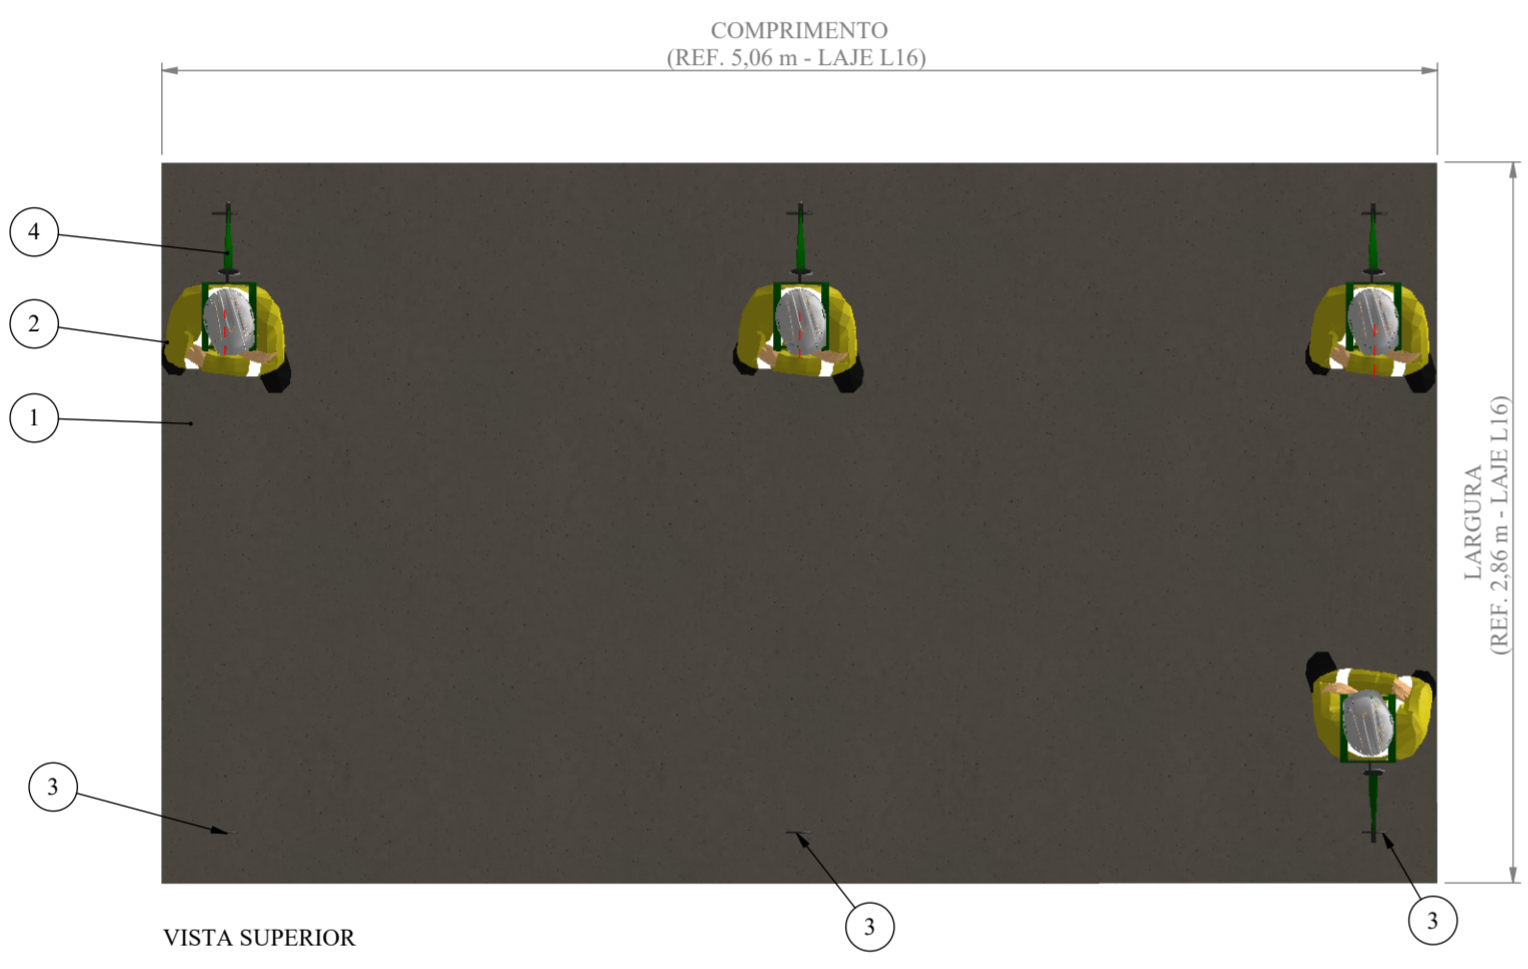 COMPRIMENTO
(REF. 5,06 m - LAJE L16)
4
2
1
LARGURA
(REF. 2,86 m - LAJE L16)
3
3
3
VISTA SUPERIOR